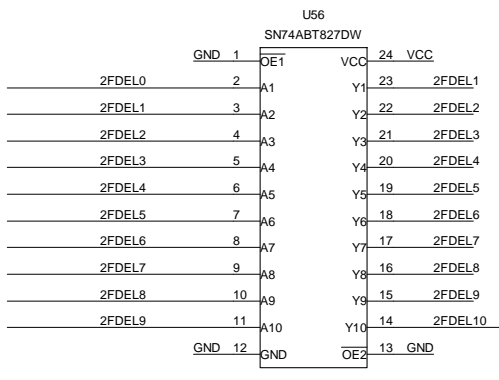 U56
SN74ABT827DW
GND 1 OE1 VCC 24 VCC
2FDEL0 2 A1 Y1 23 2FDEL1
2FDEL1 3 A2 Y2 22 2FDEL2
2FDEL2 4 A3 Y3 21 2FDEL3
2FDEL3 5 A4 Y4 20 2FDEL4
2FDEL4 6 A5 Y5 19 2FDEL5
2FDEL5 7 A6 Y6 18 2FDEL6
2FDEL6 8 A7 Y7 17 2FDEL7
2FDEL7 9 A8 Y8 16 2FDEL8
2FDEL8 10 A9 Y9 15 2FDEL9
2FDEL9 11 A10 Y10 14 2FDEL10
GND 12 GND OE2 13 GND